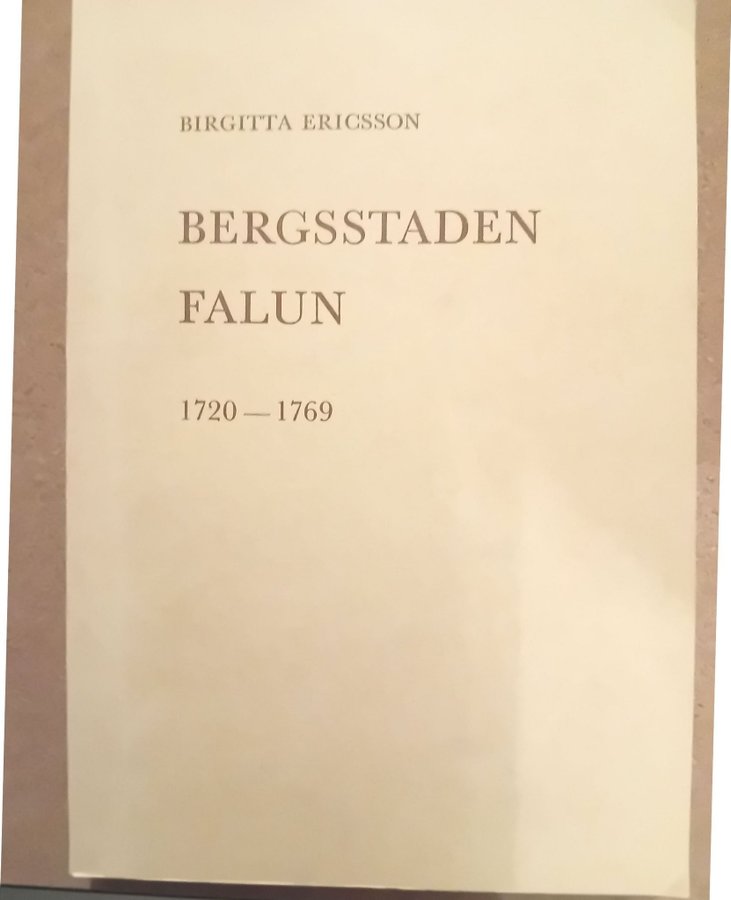 BIRGITTA ERICSSON
BERGSSTADEN
FALUN
1720 — 1769